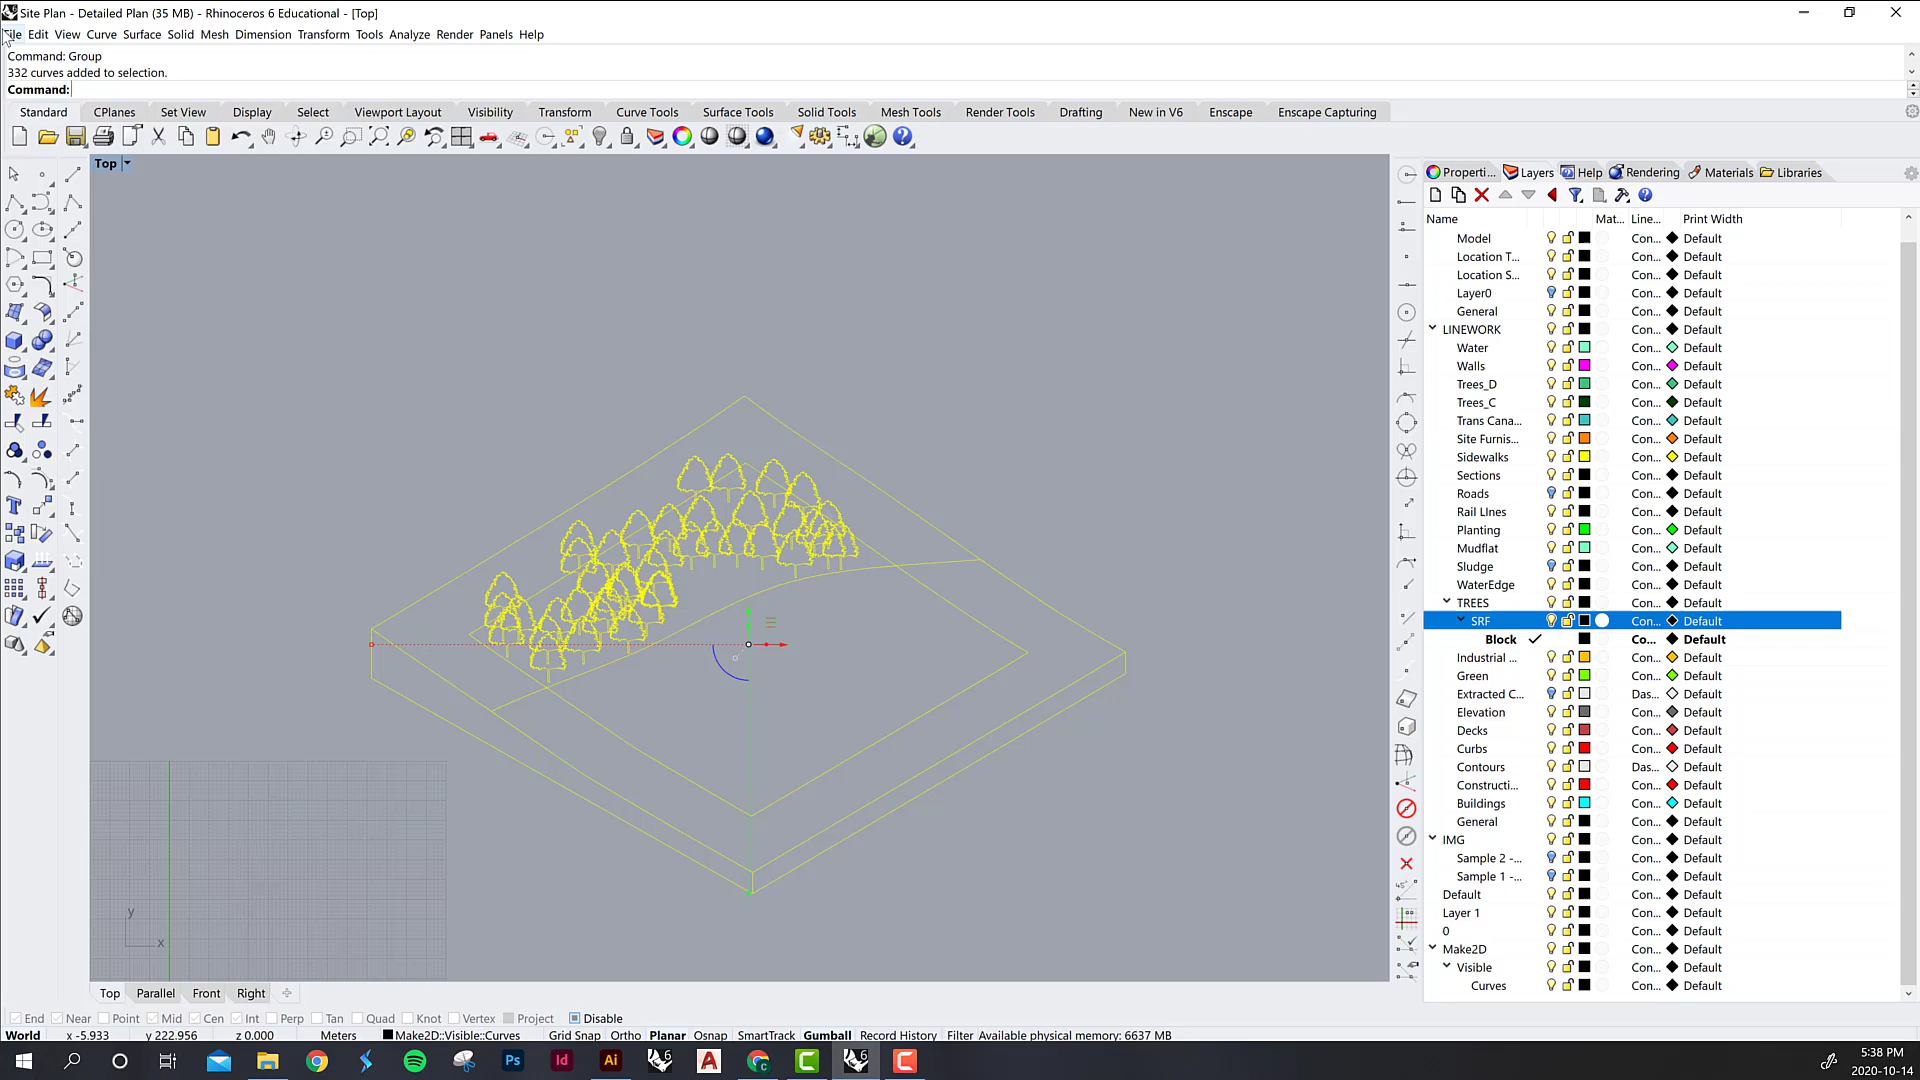 Site Plan - Detailed Plan (35 MB) - Rhinoceros 6 Educational - [Top]
File Edit View Curve Surface Solid Mesh Dimension Transform Tools Analyze Render Panels Help
Command: Group
332 curves added to selection.
Command:
Standard CPlanes Set View Display Select Viewport Layout Visibility Transform Curve Tools Surface Tools Solid Tools Mesh Tools Render Tools Drafting New in V6 Enscape Enscape Capturing
Top
Properti... Layers Help Rendering Materials Libraries
Name Mat... Line... Print Width
Model Con... Default
Location T... Con... Default
Location S... Con... Default
Layer0 Con... Default
General Con... Default
LINEWORK Con... Default
Water Con... Default
Walls Con... Default
Trees_D Con... Default
Trees_C Con... Default
Trans Cana... Con... Default
Site Furnis... Con... Default
Sidewalks Con... Default
Sections Con... Default
Roads Con... Default
Rail LInes Con... Default
Planting Con... Default
Mudflat Con... Default
Sludge Con... Default
WaterEdge Con... Default
TREES Con... Default
SRF Con... Default
Block Co... Default
Industrial ... Con... Default
Green Con... Default
Extracted C... Das... Default
Elevation Con... Default
Decks Con... Default
Curbs Con... Default
Contours Das... Default
Constructi... Con... Default
Buildings Con... Default
General Con... Default
IMG Con... Default
Sample 2 -... Con... Default
Sample 1 -... Con... Default
Default Con... Default
Layer 1 Con... Default
0 Con... Default
Make2D Con... Default
Visible Con... Default
Curves Con... Default
y
x
Top Parallel Front Right
End Near Point Mid Cen Int Perp Tan Quad Knot Vertex Project Disable
World x -5.933 y 222.956 z 0.000 Meters Make2D::Visible::Curves Grid Snap Ortho Planar Osnap SmartTrack Gumball Record History Filter Available physical memory: 6637 MB
Ps Id Ai 6 A C 6 C
5:38 PM
2020-10-14